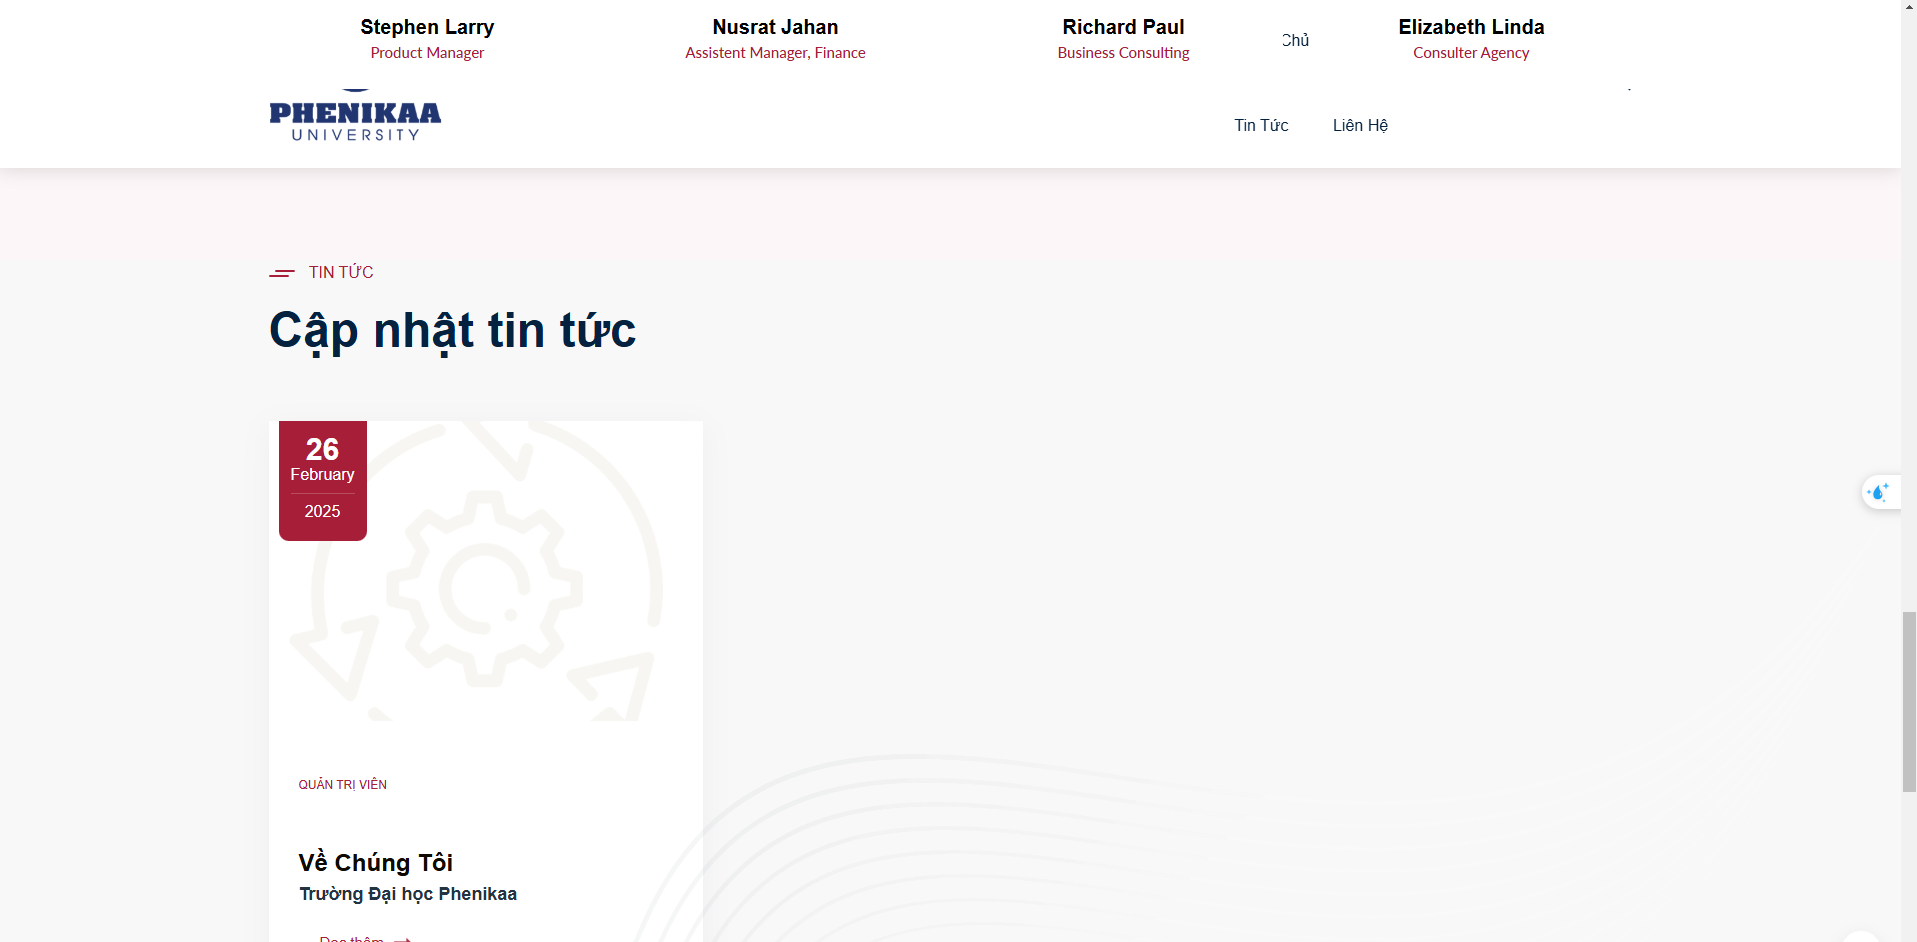 Stephen Larry
Product Manager
Nusrat Jahan
Assistent Manager, Finance
Richard Paul
Business Consulting
Chủ
Elizabeth Linda
Consulter Agency
PHENIKAA
UNIVERSITY
Tin Tức
Liên Hệ
TIN TỨC
Cập nhật tin tức
26
February
2025
QUẢN TRỊ VIÊN
Về Chúng Tôi
Trường Đại học Phenikaa
Đọc thêm